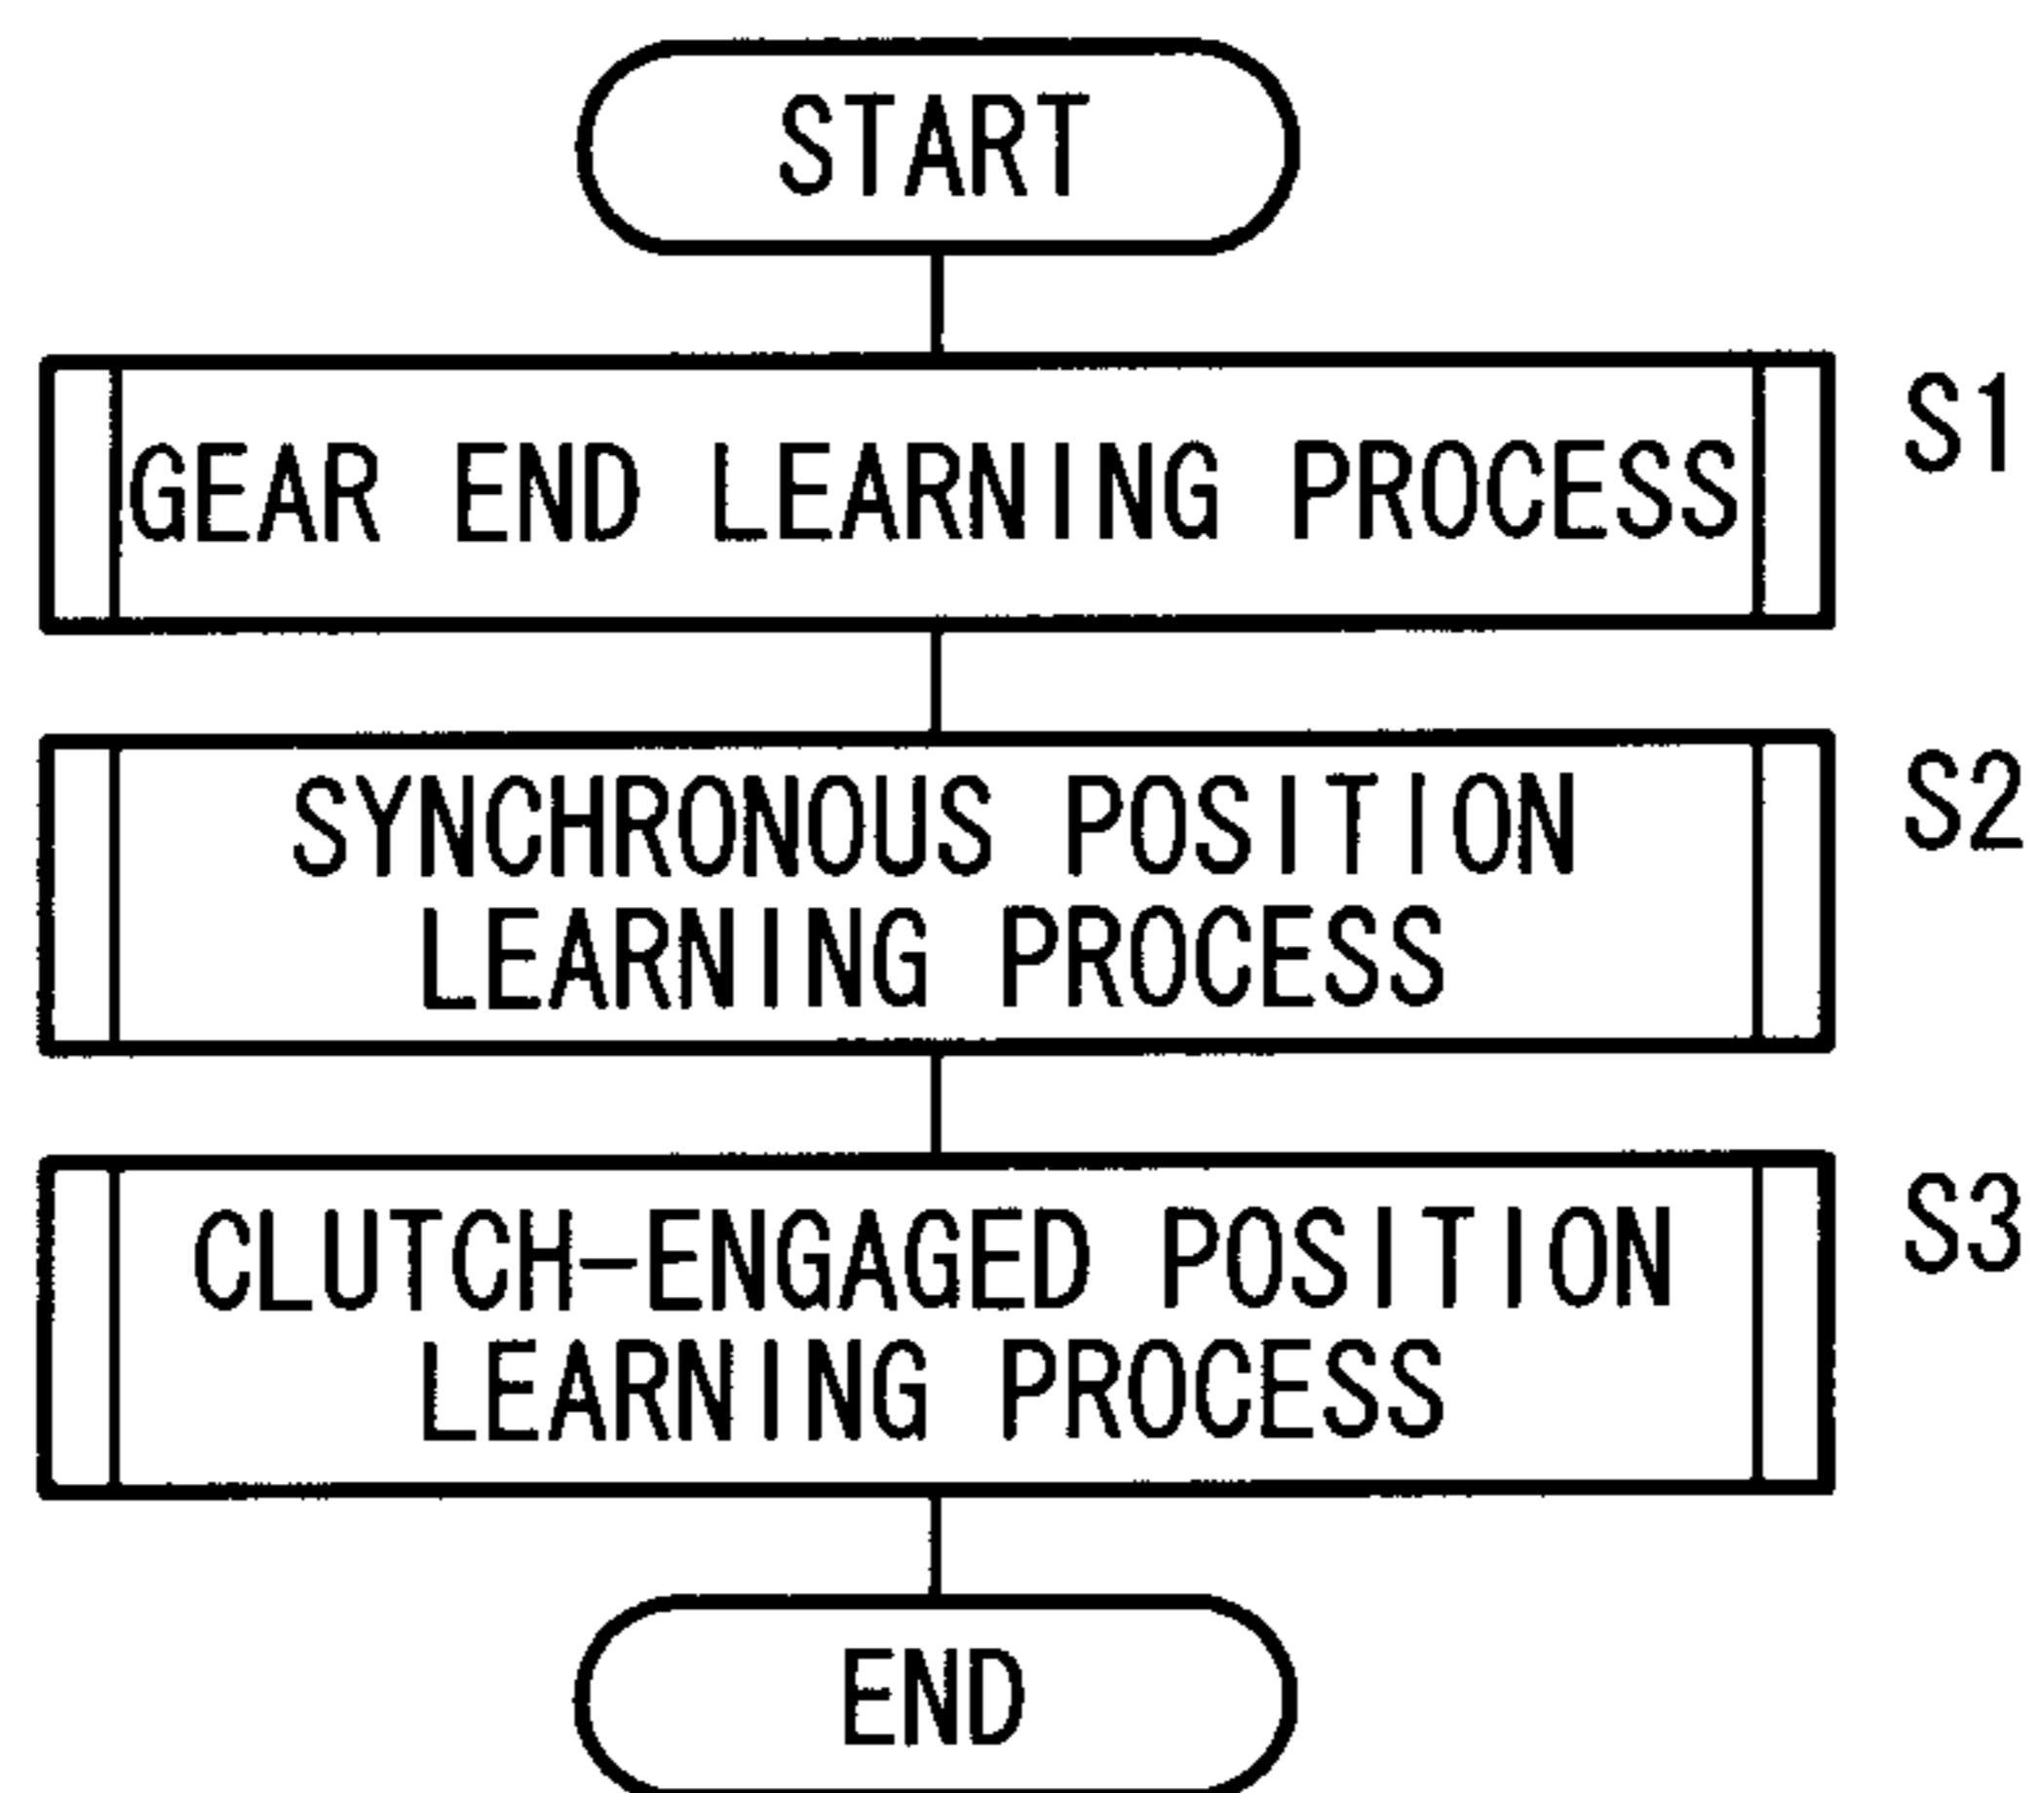 START
GEAR END LEARNING PROCESS
S1
SYNCHRONOUS POSITION
LEARNING PROCESS
S2
CLUTCH-ENGAGED POSITION
LEARNING PROCESS
S3
END